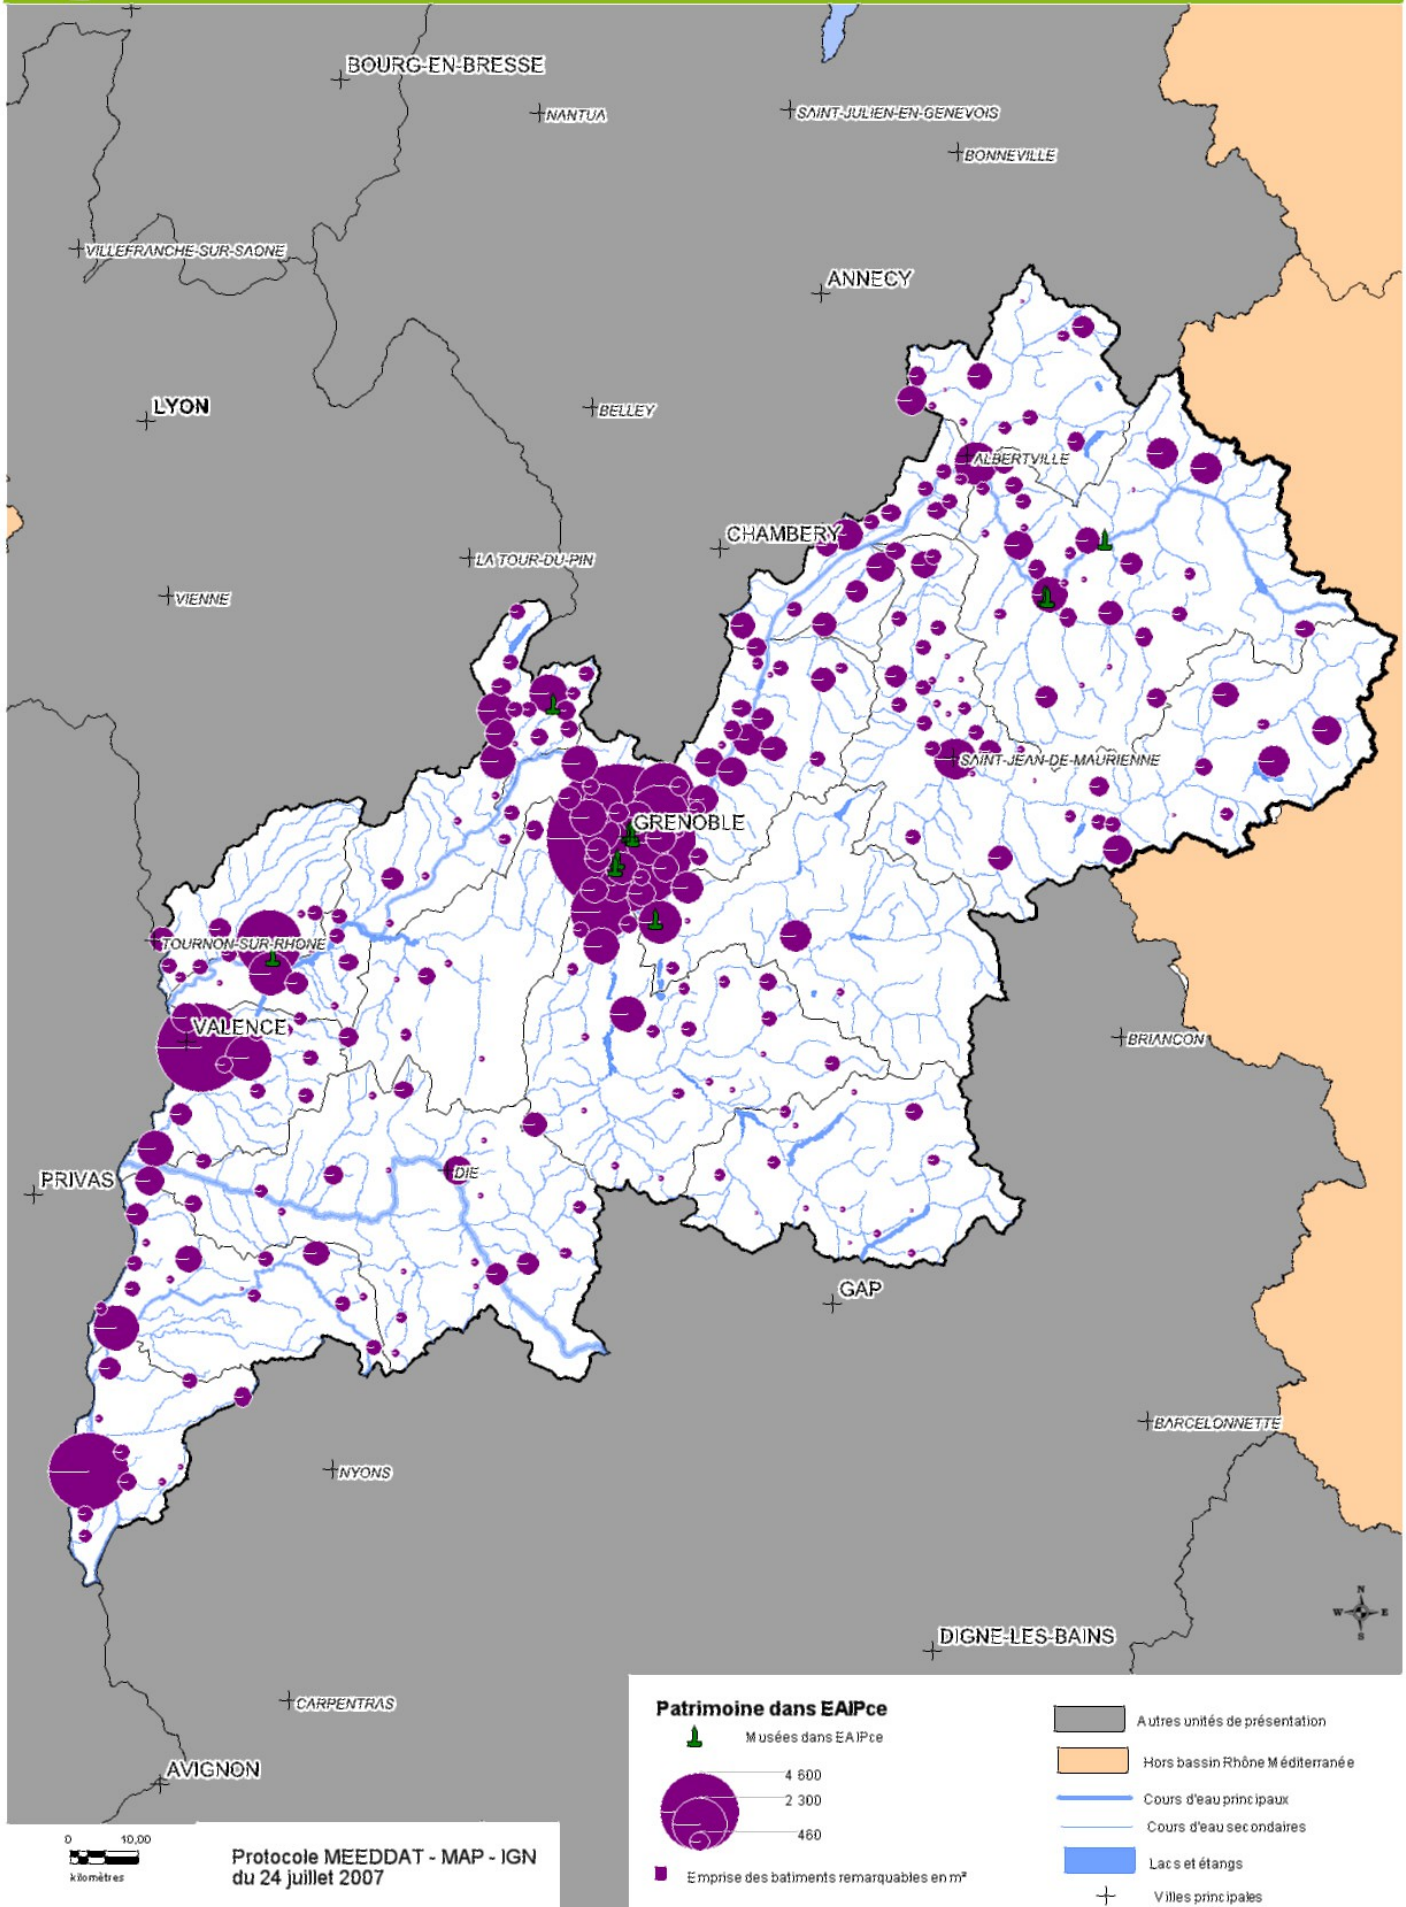 BOURG-EN-BRESSE
NANTUA
SAINT-JULIEN-EN-GENEVOIS
BONNEVILLE
VILLEFRANCHE-SUR-SAONE
ANNECY
LYON
BELLEY
ALBERTVILLE
CHAMBERY
LA TOUR-DU-PIN
VIENNE
SAINT-JEAN-DE-MAURIENNE
GRENOBLE
TOURNON-SUR-RHONE
VALENCE
BRIANCON
DIE
PRIVAS
GAP
BARCELONNETTE
NYONS
N
W E
S
DIGNE-LES-BAINS
CARPENTRAS
AVIGNON
Patrimoine dans EAIPce
Musées dans EAIPce
4 600
2 300
460
Emprise des batiments remarquables en m²
Autres unités de présentation
Hors bassin Rhône Méditerranée
Cours d'eau principaux
Cours d'eau secondaires
Lacs et étangs
Villes principales
0 10,00
kilomètres
Protocole MEEDDAT - MAP - IGN
du 24 juillet 2007